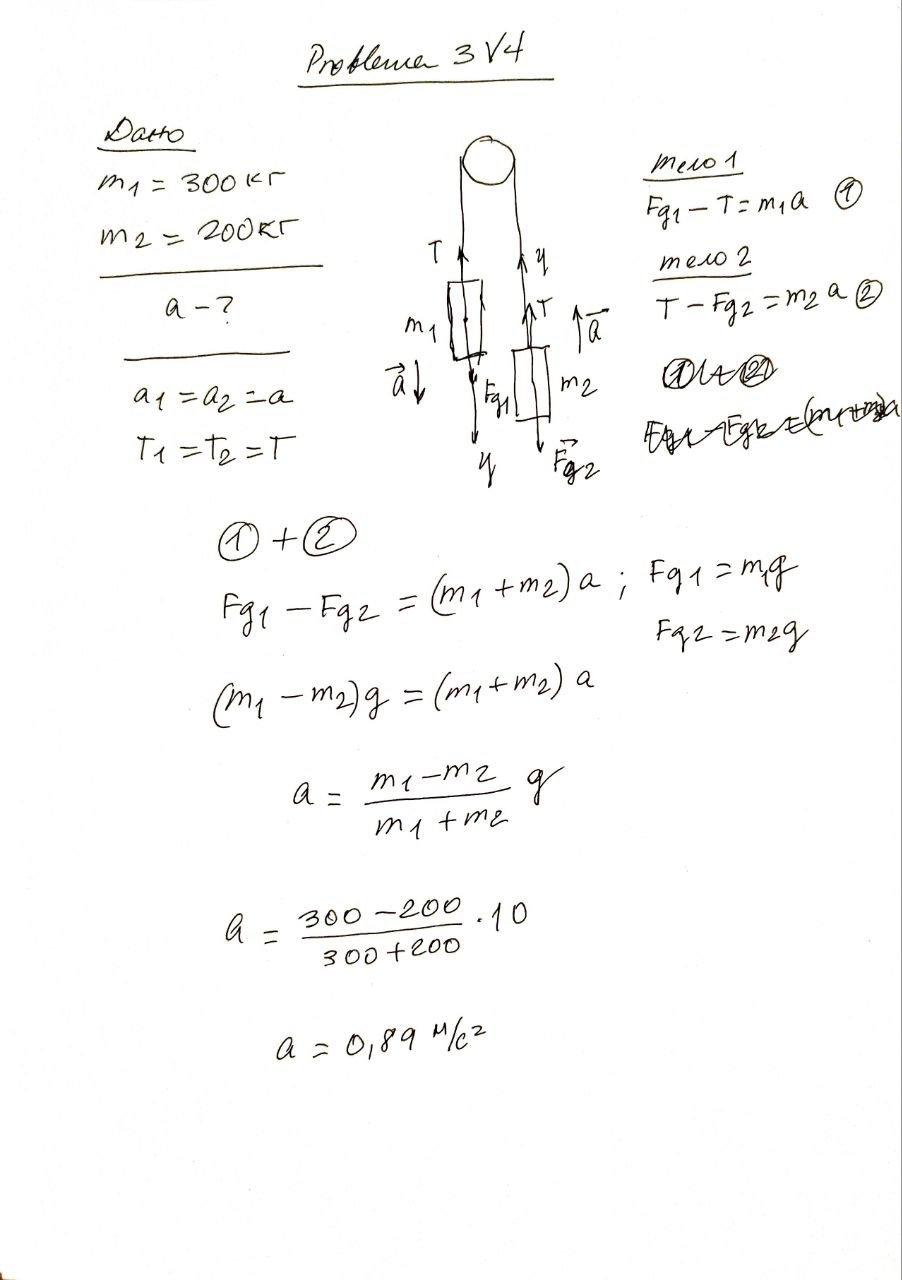 Problema 3 V4
Дано
m1 = 300 кг
m2 = 200 кг
a - ?
a1 = a2 = a
T1 = T2 = T
T
y
T
a
m1
a
Fg1
m2
y
Fg2
тело 1
Fg1 - T = m1a ①
тело 2
T - Fg2 = m2a ②
① + ②
Fg1 - Fg2 = (m1 + m2) a ; Fg1 = m1g
Fg2 = m2g
(m1 - m2)g = (m1 + m2) a
a = (m1 - m2)/(m1 + m2) g
a = (300 - 200)/(300 + 200) · 10
a = 0,89 м/с²